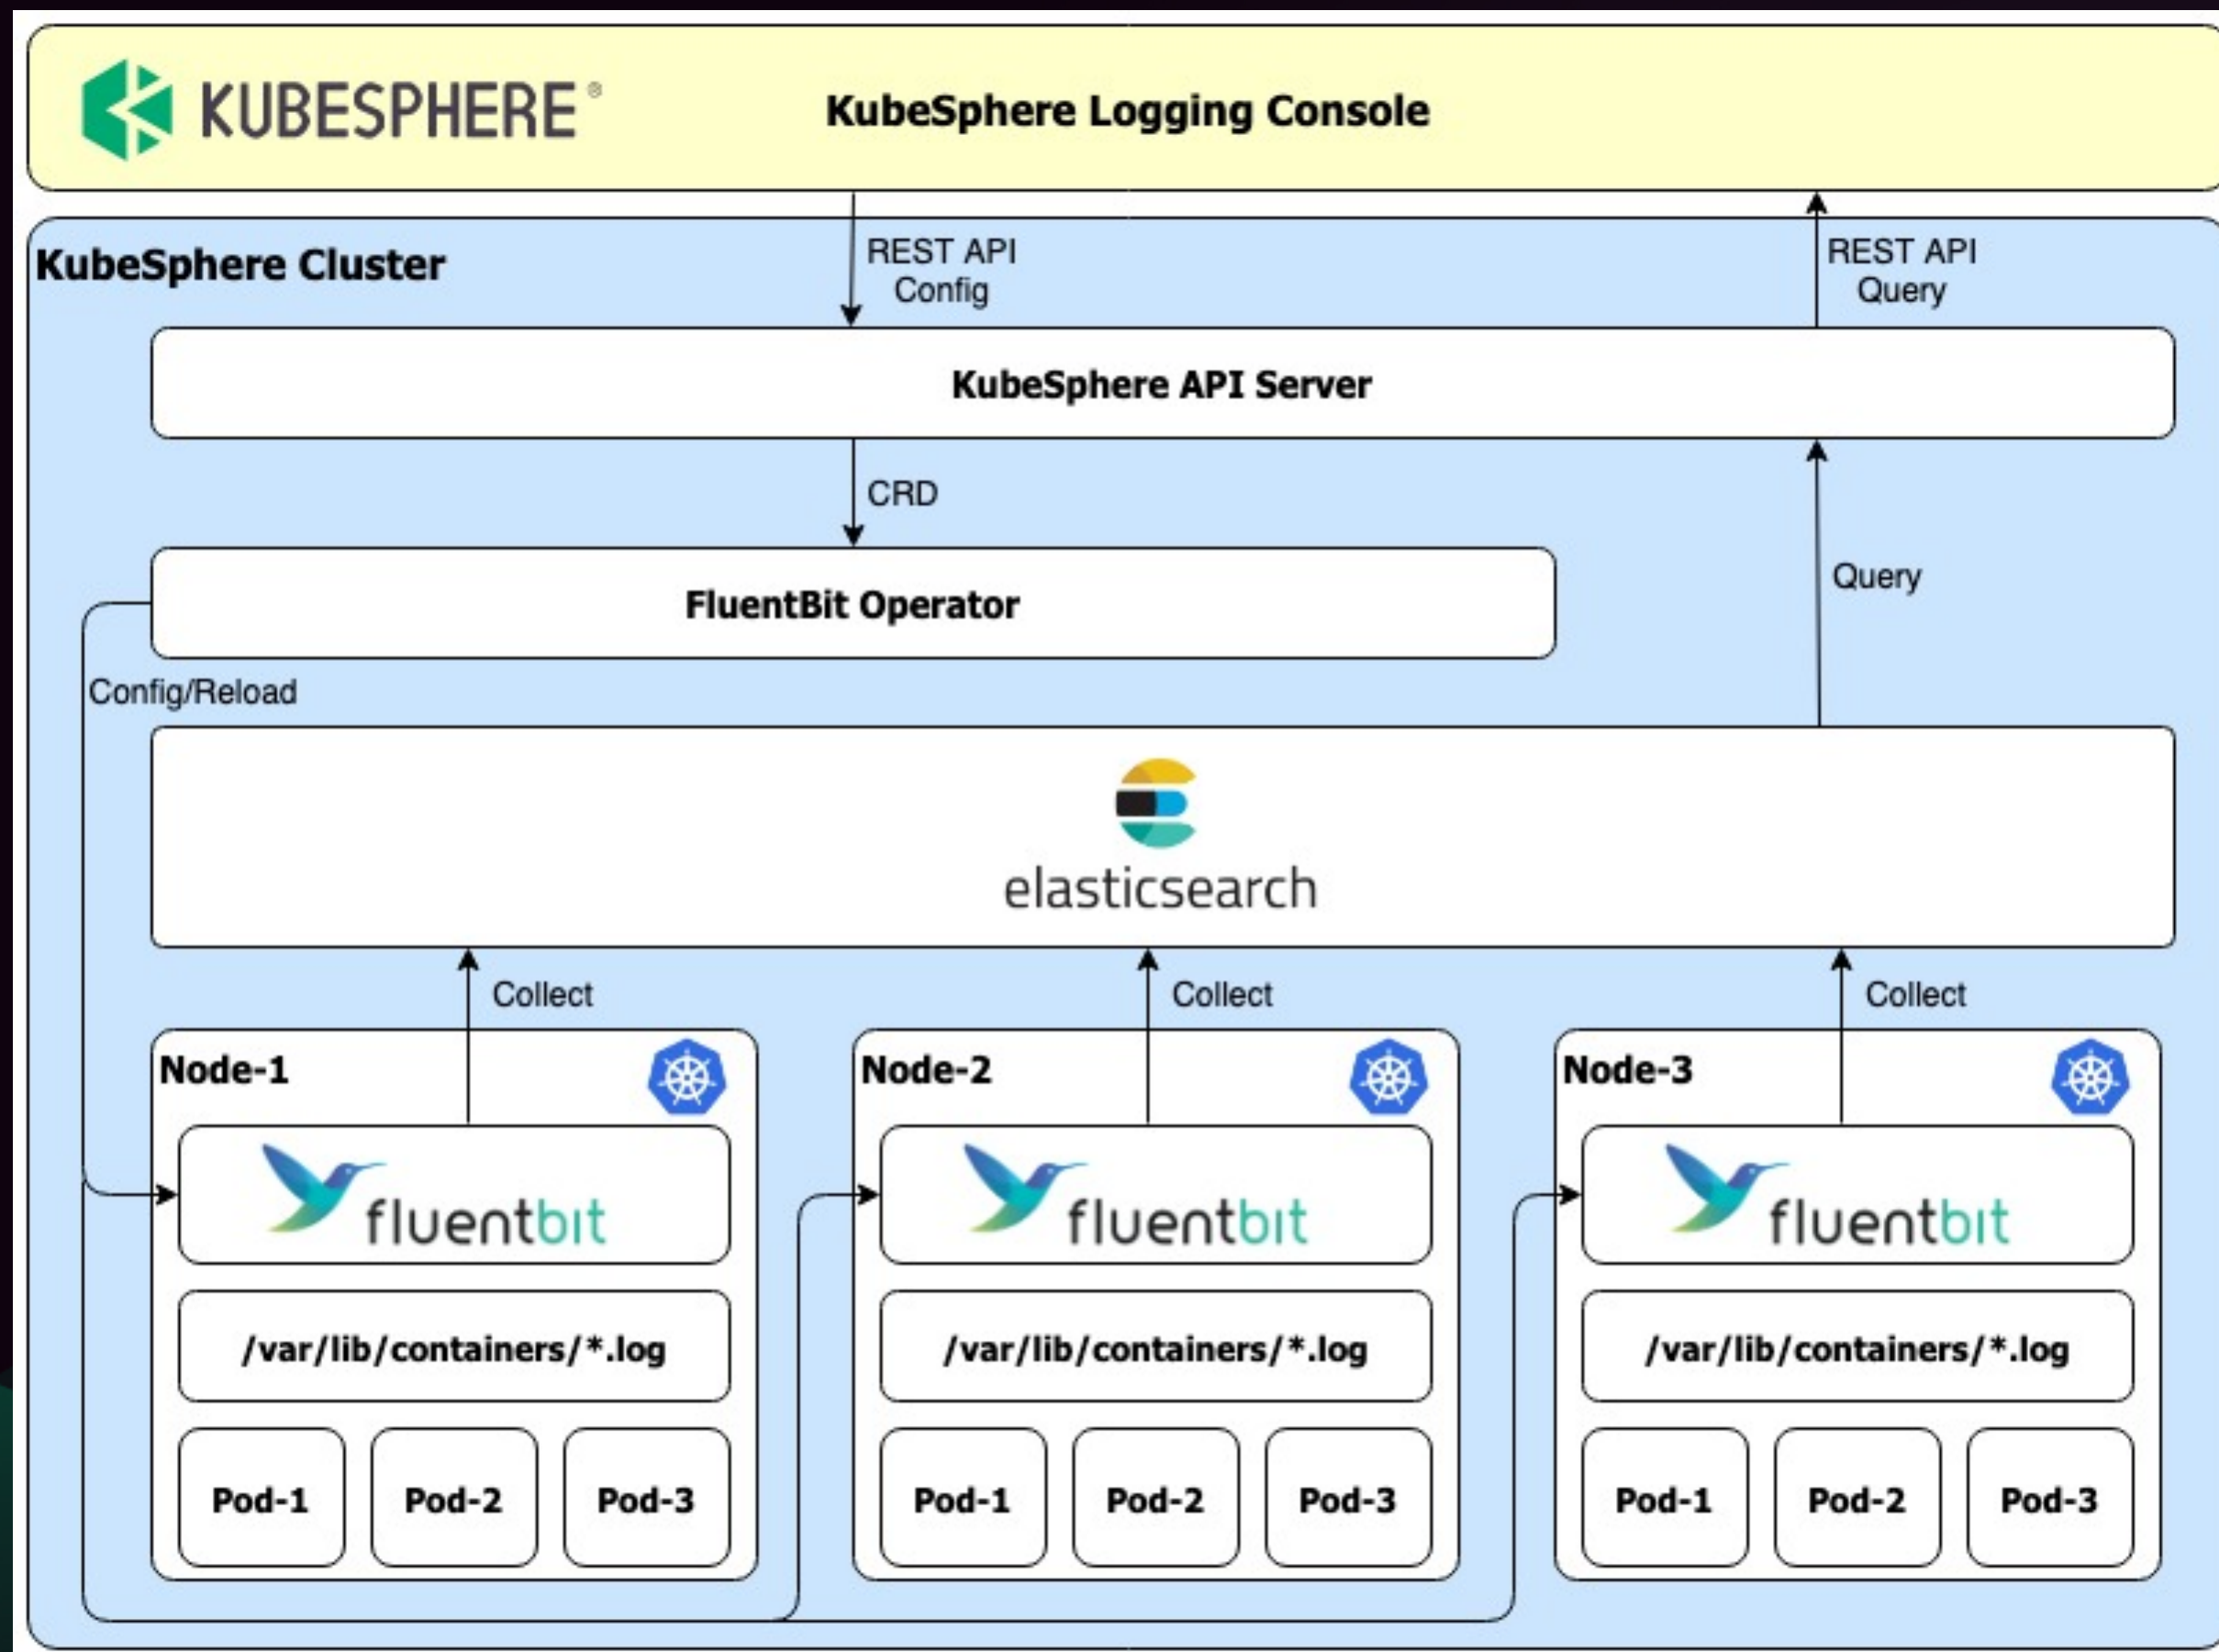 KUBESPHERE®
KubeSphere Logging Console
KubeSphere Cluster
REST API
Config
REST API
Query
KubeSphere API Server
CRD
Query
FluentBit Operator
Config/Reload
elasticsearch
Collect
Collect
Collect
Node-1
fluentbit
/var/lib/containers/*.log
Pod-1
Pod-2
Pod-3
Node-2
fluentbit
/var/lib/containers/*.log
Pod-1
Pod-2
Pod-3
Node-3
fluentbit
/var/lib/containers/*.log
Pod-1
Pod-2
Pod-3